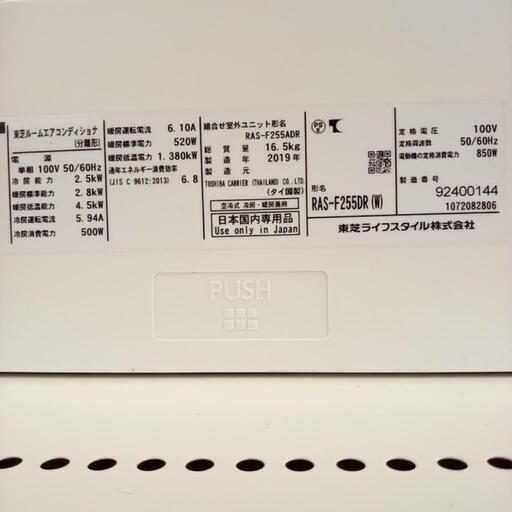 東芝ルームエアコンディショナ
(分離形)
電源
単相 100V 50/60Hz
冷房能力 2.5kW
暖房標準能力 2.8kW
暖房低温能力 4.5kW
冷房運転電流 5.94A
冷房消費電力 500W
暖房運転電流 6.10A
暖房標準電力 520W
暖房低温電力 1.380kW
通年エネルギー消費効率
(JIS C 9612:2013) 6.8
組合せ室外ユニット形名
RAS-F255ADR
総質量 16.5kg
製造年 2019年
製造元
TOSHIBA CARRIER (THAILAND) CO.,LTD
(タイ国製)
空冷式 冷房・暖房兼用
日本国内専用品
Use only in Japan
PS
E
形名
RAS-F255DR(W)
定格電圧 100V
定格周波数 50/60Hz
電動機の定格消費電力 850W
製造番号
92400144
1072082806
東芝ライフスタイル株式会社
PUSH